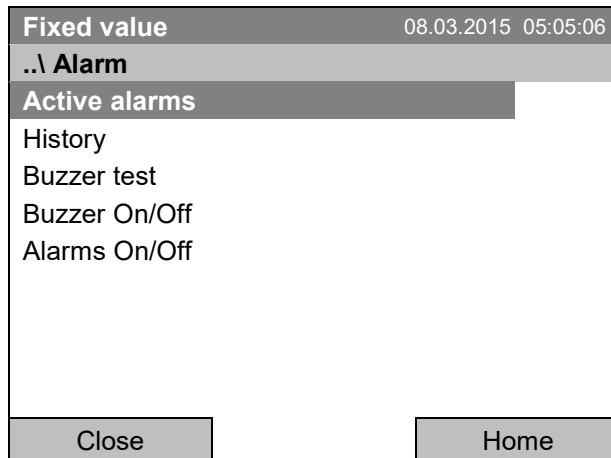 Fixed value 08.03.2015 05:05:06
..\ Alarm
Active alarms
History
Buzzer test
Buzzer On/Off
Alarms On/Off
Close Home